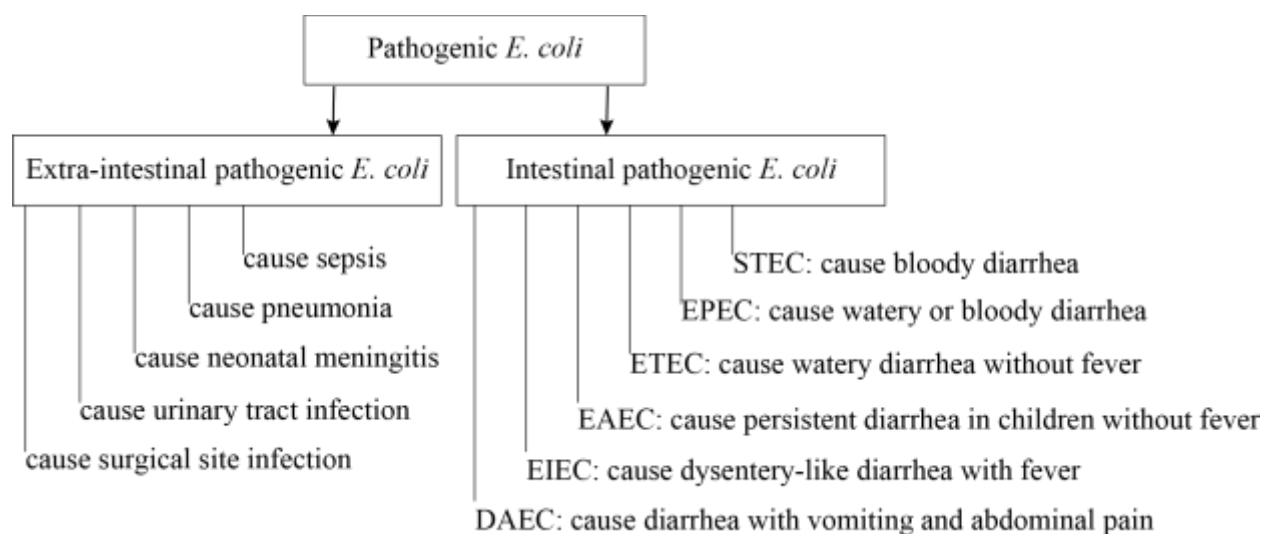 Pathogenic E. coli
Extra-intestinal pathogenic E. coli
cause sepsis
cause pneumonia
cause neonatal meningitis
cause urinary tract infection
cause surgical site infection
Intestinal pathogenic E. coli
STEC: cause bloody diarrhea
EPEC: cause watery or bloody diarrhea
ETEC: cause watery diarrhea without fever
EAEC: cause persistent diarrhea in children without fever
EIEC: cause dysentery-like diarrhea with fever
DAEC: cause diarrhea with vomiting and abdominal pain